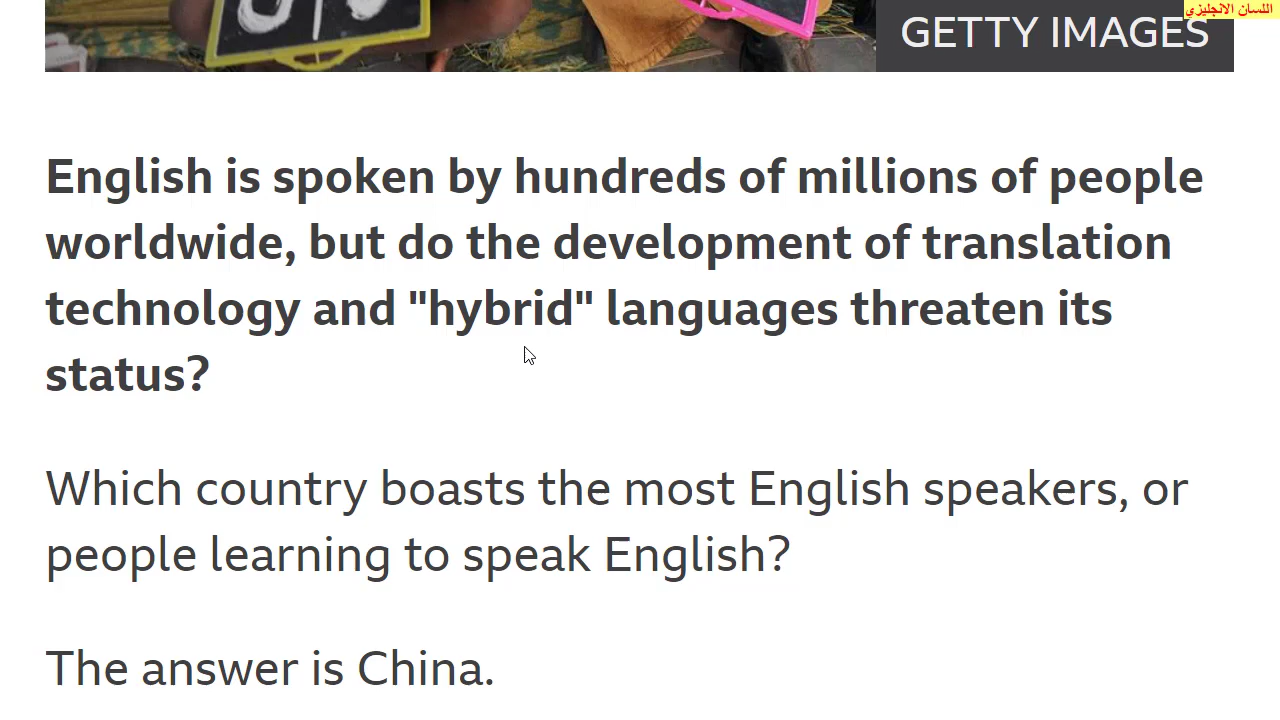 اللسان الانجليزي
GETTY IMAGES
English is spoken by hundreds of millions of people
worldwide, but do the development of translation
technology and "hybrid" languages threaten its
status?
Which country boasts the most English speakers, or
people learning to speak English?
The answer is China.